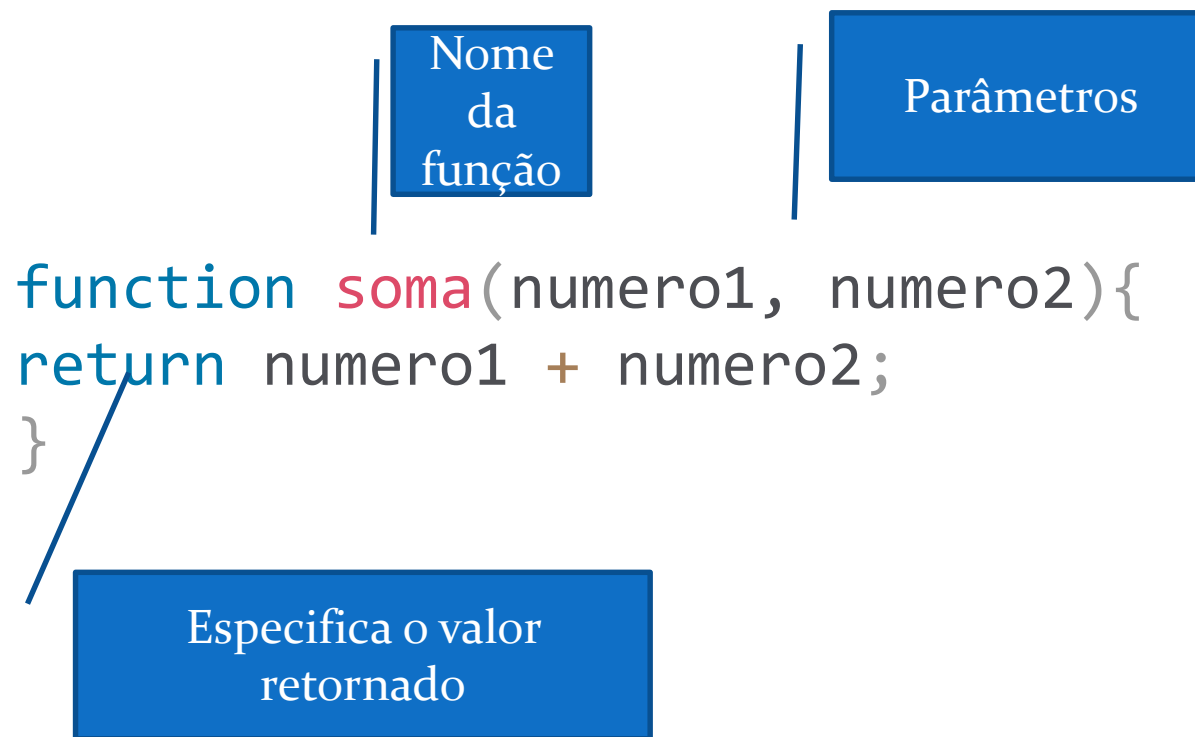 Nome
da
função
Parâmetros
function soma(numero1, numero2){
return numero1 + numero2;
}
Especifica o valor
retornado